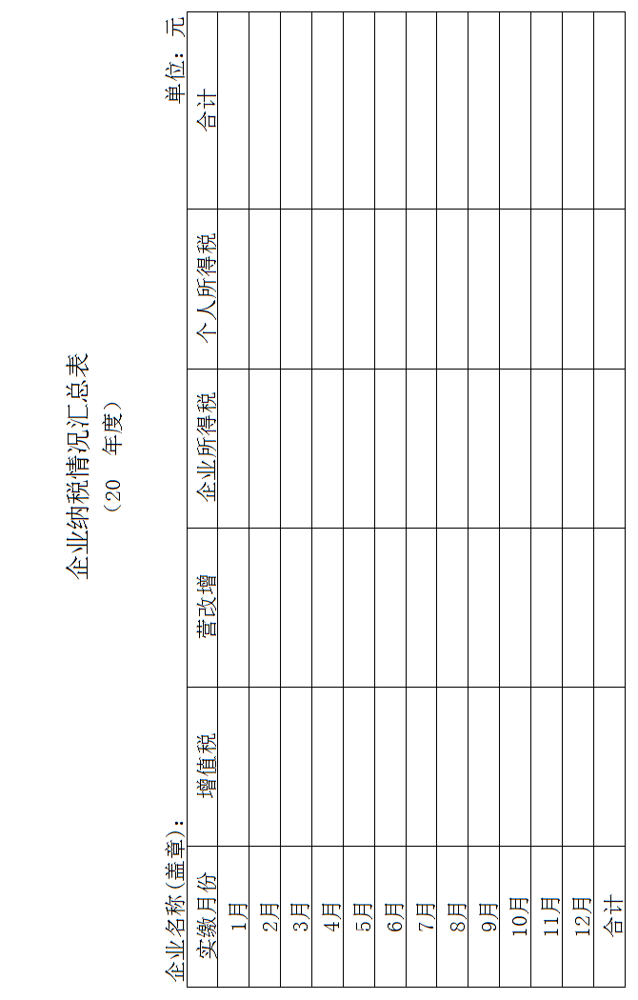 企业纳税情况汇总表
（20 年度）
企业名称(盖章)： 单位：元
实缴月份 增值税 营改增 企业所得税 个人所得税 合计
1月
2月
3月
4月
5月
6月
7月
8月
9月
10月
11月
12月
合计